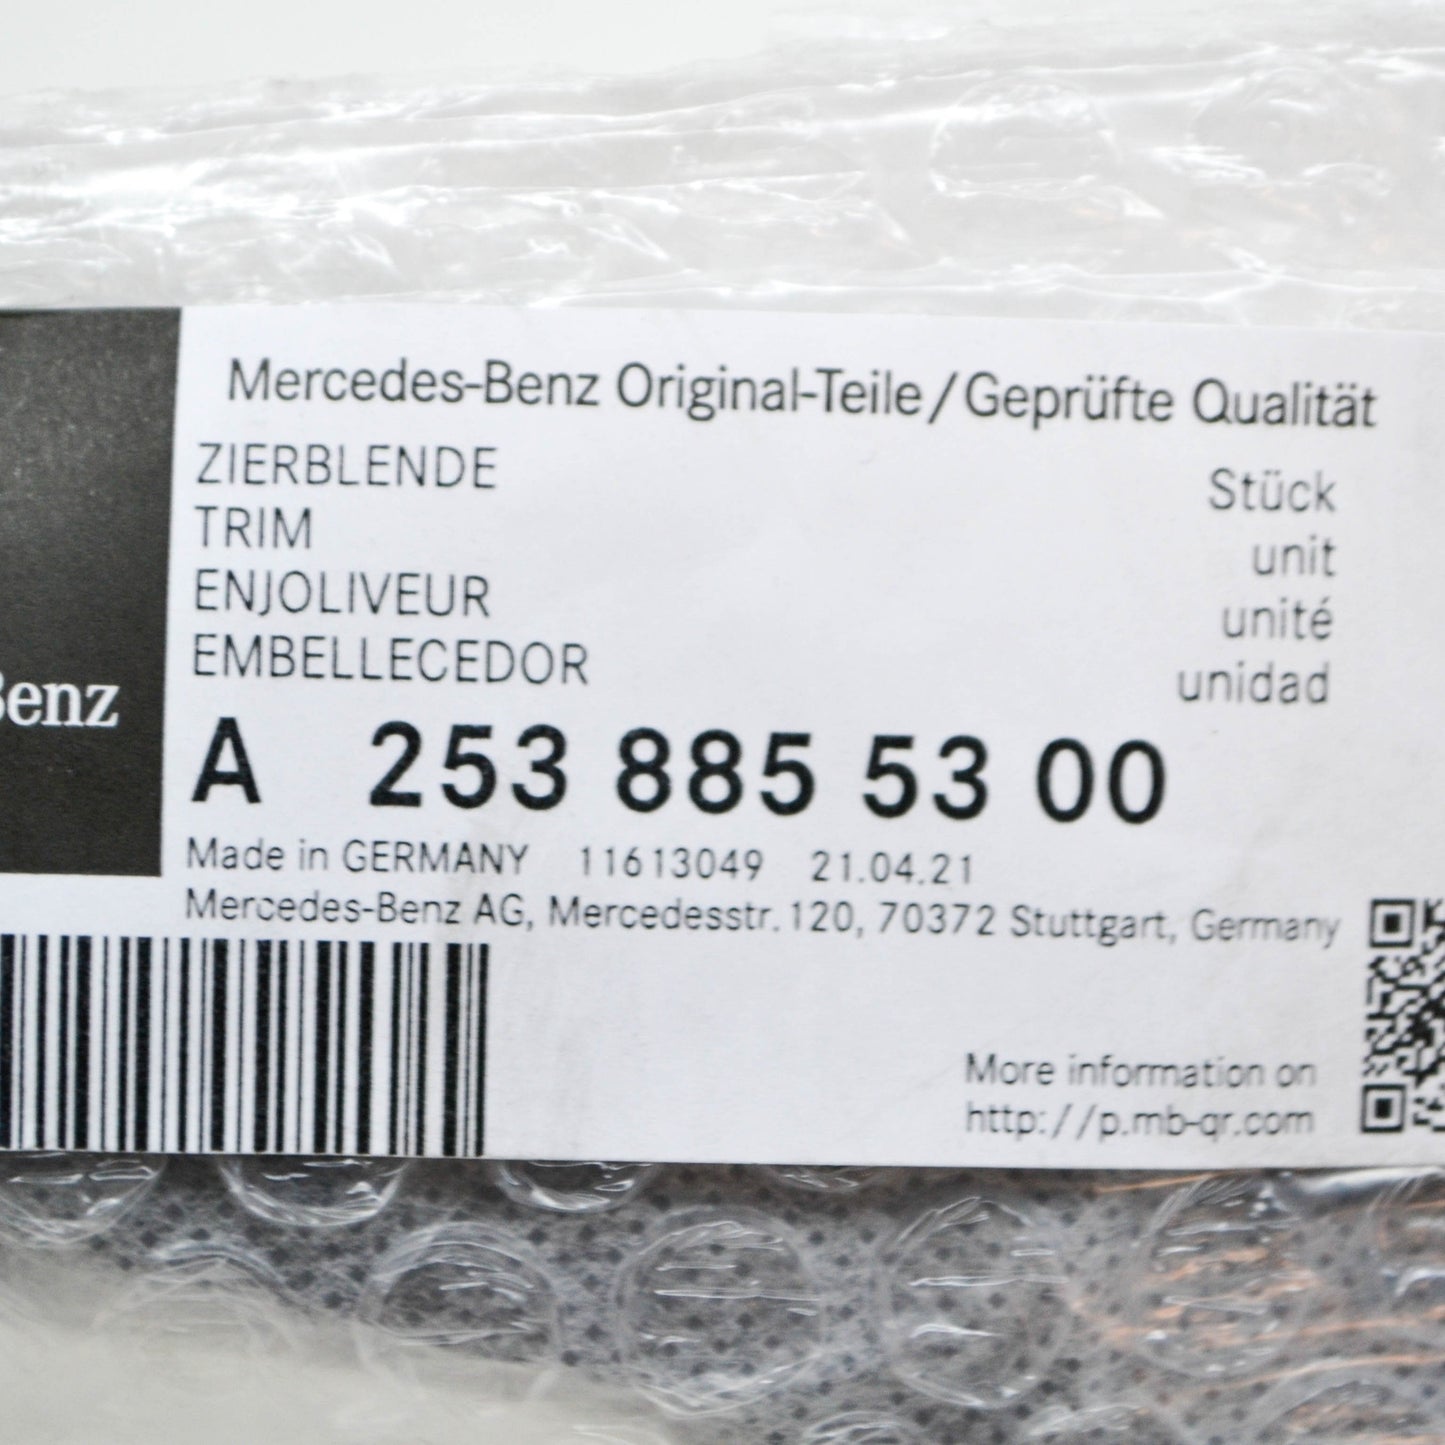 Mercedes-Benz Original-Teile/Geprüfte Qualität
ZIERBLENDE
TRIM
ENJOLIVEUR
EMBELLECEDOR
Stück
unit
unité
unidad
Benz
A 253 885 53 00
Made in GERMANY 11613049 21.04.21
Mercedes-Benz AG, Mercedesstr. 120, 70372 Stuttgart, Germany
More information on
http://p.mb-qr.com